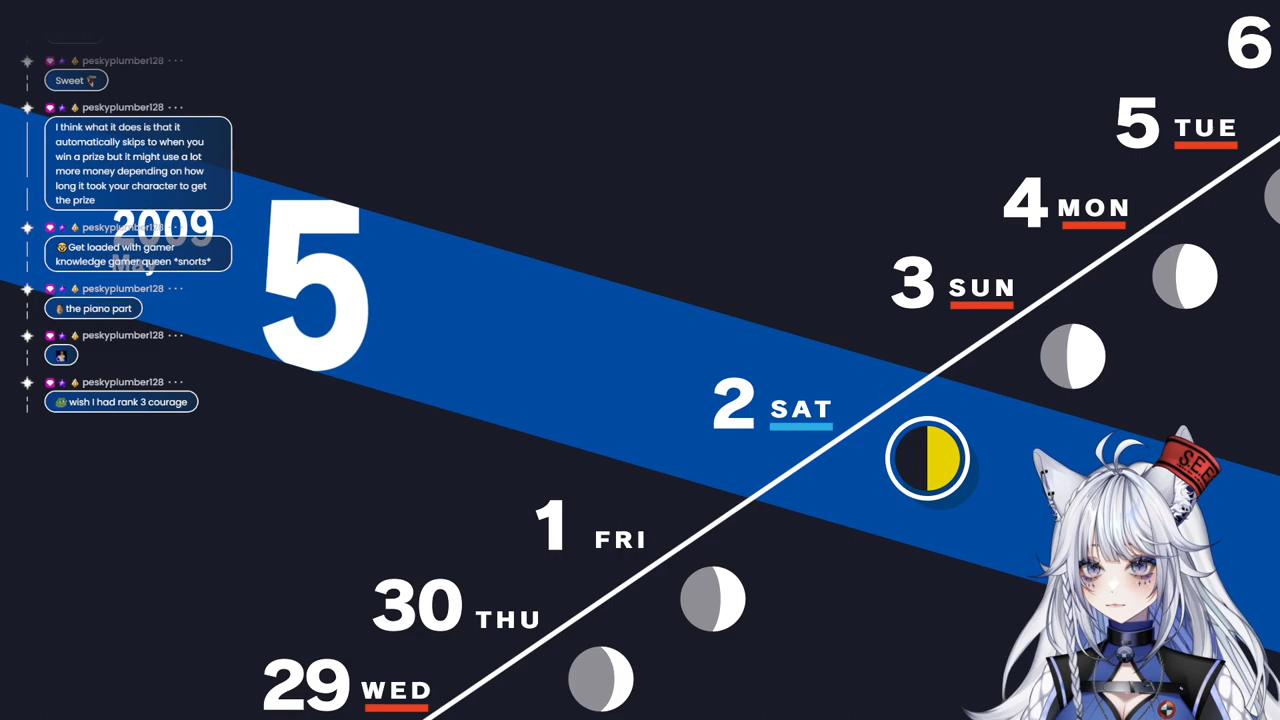 peskyplumber128
Sweet
peskyplumber128
I think what it does is that it
automatically skips to when you
win a prize but it might use a lot
more money depending on how
long it took your character to get
the prize
peskyplumber128
Get loaded with gamer
knowledge gamer queen *snorts*
peskyplumber128
the piano part
peskyplumber128
peskyplumber128
wish I had rank 3 courage
2009
May
5
6
5 TUE
4 MON
3 SUN
2 SAT
1 FRI
30 THU
29 WED